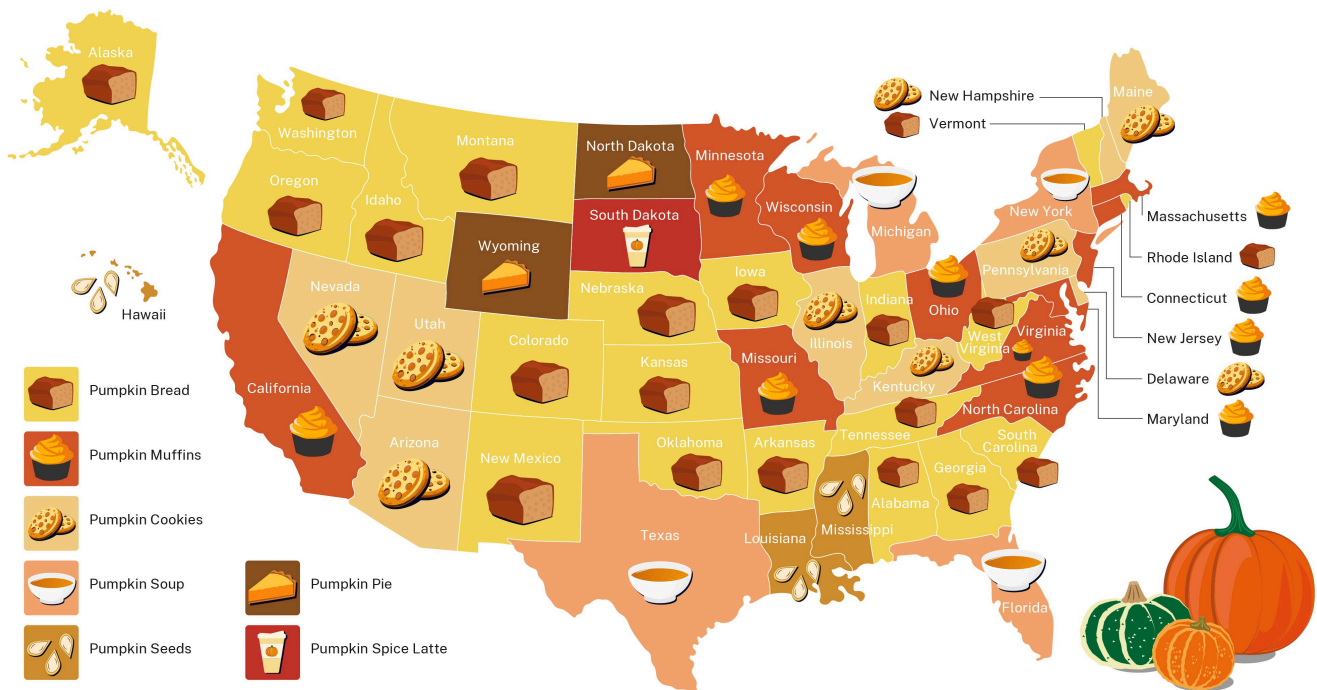 Alaska
Washington
Oregon
Idaho
Montana
North Dakota
Minnesota
South Dakota
Wyoming
Wisconsin
Michigan
New Hampshire
Vermont
Maine
New York
Pennsylvania
Massachusetts
Rhode Island
Connecticut
New Jersey
Delaware
Maryland
Hawaii
Nevada
Utah
California
Arizona
Colorado
New Mexico
Nebraska
Kansas
Oklahoma
Texas
Iowa
Missouri
Arkansas
Louisiana
Illinois
Indiana
Ohio
Kentucky
Tennessee
Mississippi
Alabama
Georgia
West
Virginia
Virginia
North Carolina
South
Carolina
Florida
Pumpkin Bread
Pumpkin Muffins
Pumpkin Cookies
Pumpkin Soup
Pumpkin Seeds
Pumpkin Pie
Pumpkin Spice Latte